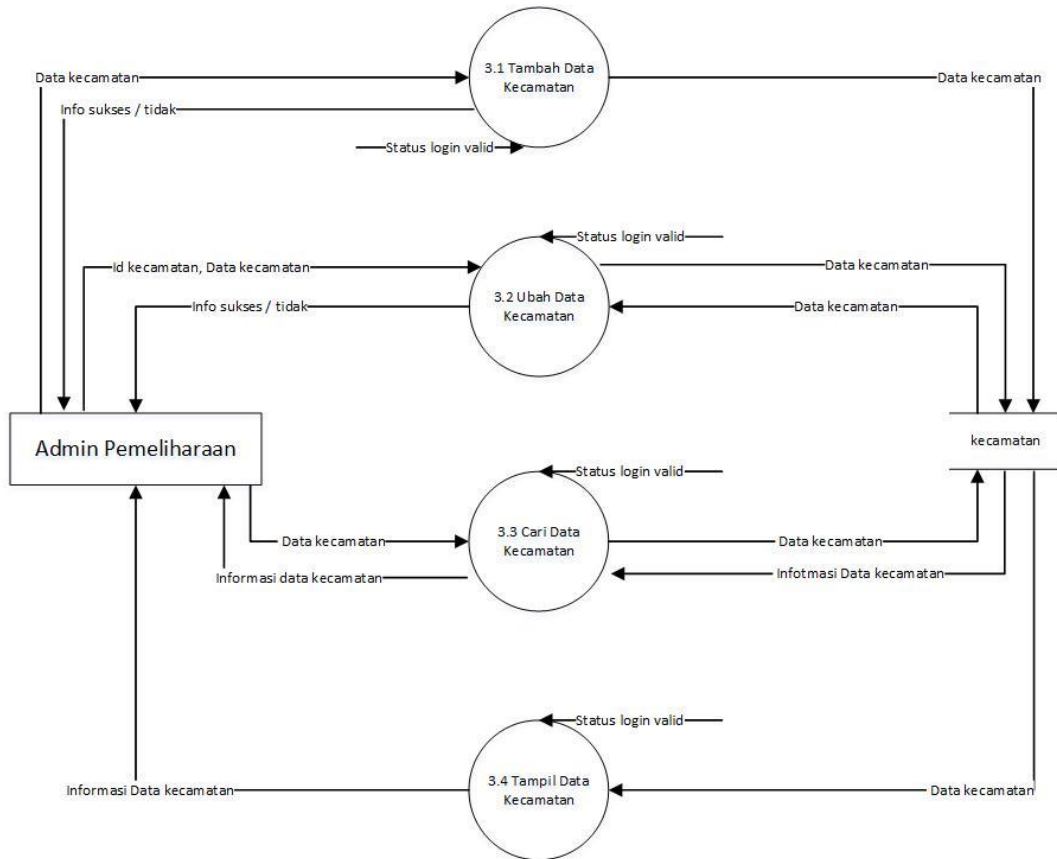 3.1 Tambah Data
Kecamatan
Data kecamatan
Data kecamatan
Info sukses / tidak
Status login valid
Status login valid
Id kecamatan, Data kecamatan
Data kecamatan
3.2 Ubah Data
Kecamatan
Info sukses / tidak
Data kecamatan
Admin Pemeliharaan
kecamatan
Status login valid
3.3 Cari Data
Kecamatan
Data kecamatan
Data kecamatan
Informasi data kecamatan
Infotmasi Data kecamatan
Status login valid
3.4 Tampil Data
Kecamatan
Informasi Data kecamatan
Data kecamatan